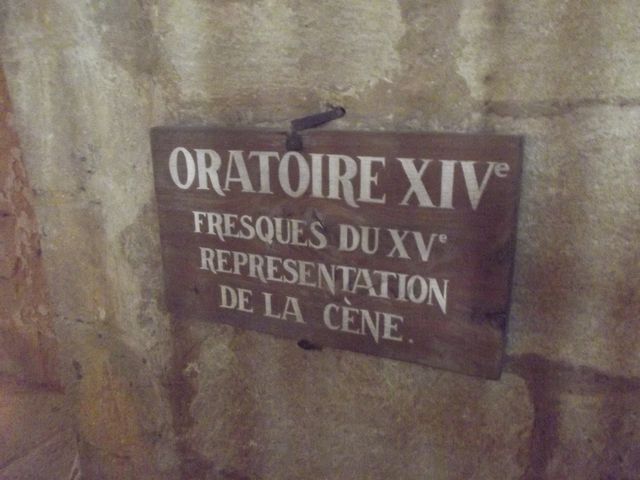 ORATOIRE XIVe
FRESQUES DU XVe
REPRESENTATION
DE LA CÈNE.